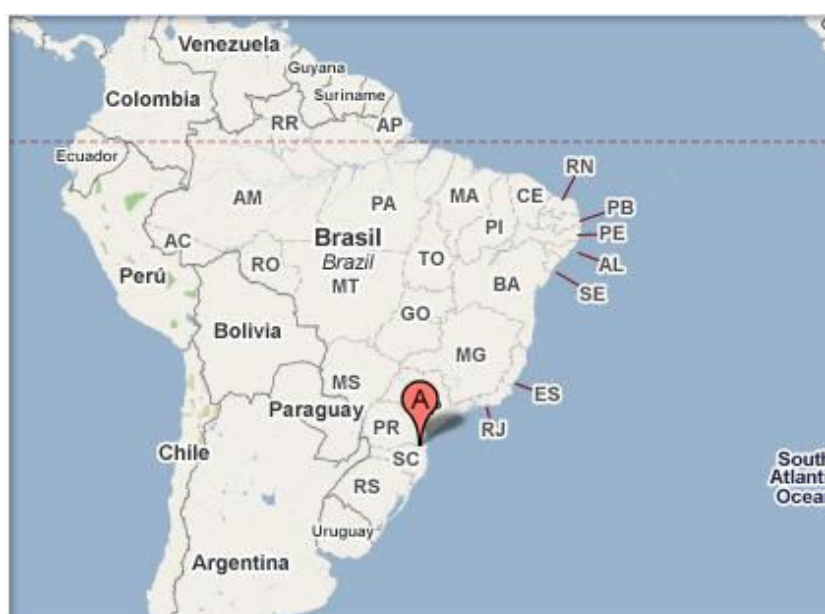 Venezuela
Guyana
Suriname
Colombia
RR
AP
Ecuador
RN
AM
PA
MA
CE
PB
PI
PE
AC
Brasil
Brazil
RO
TO
AL
Perú
MT
BA
SE
GO
Bolivia
MG
MS
ES
A
Paraguay
PR
RJ
Chile
SC
South
Atlant
Ocea
RS
Uruguay
Argentina